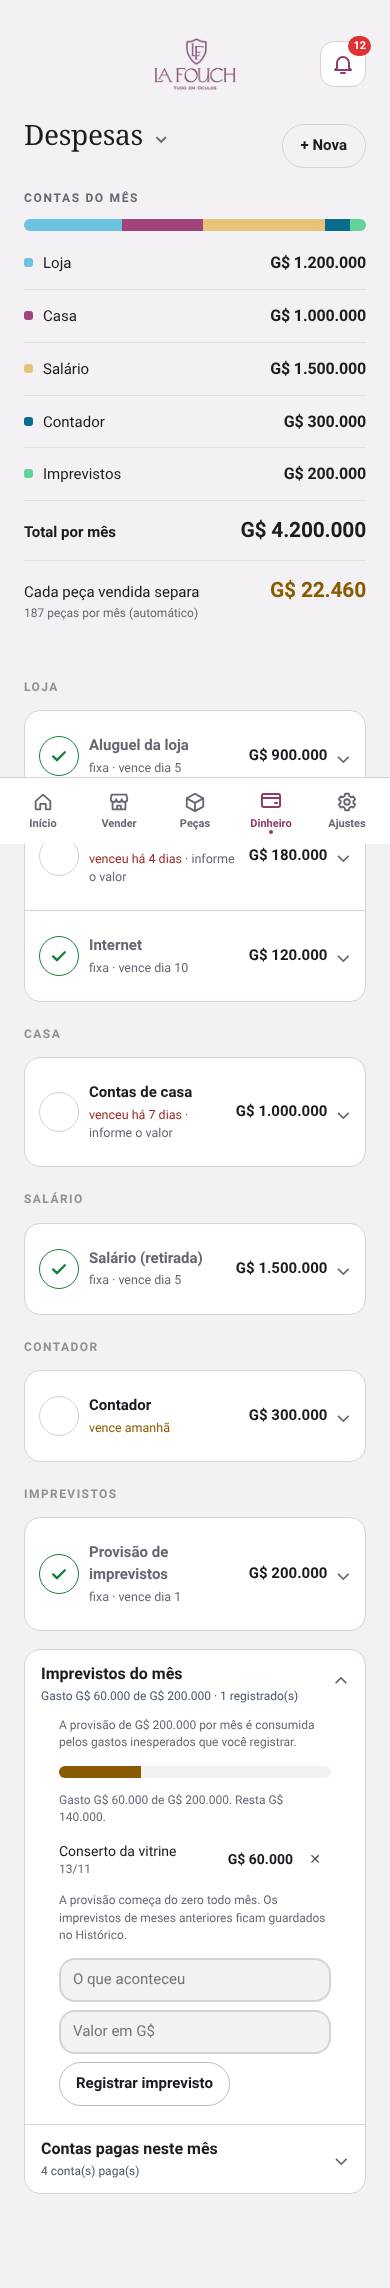 LF
LA FOUCH
TUDO EM ÓCULOS
12
Despesas
+ Nova
CONTAS DO MÊS
Loja G$ 1.200.000
Casa G$ 1.000.000
Salário G$ 1.500.000
Contador G$ 300.000
Imprevistos G$ 200.000
Total por mês G$ 4.200.000
Cada peça vendida separa G$ 22.460
187 peças por mês (automático)
LOJA
Aluguel da loja G$ 900.000
fixa · vence dia 5
Início Vender Peças Dinheiro Ajustes
venceu há 4 dias · informe G$ 180.000
o valor
Internet G$ 120.000
fixa · vence dia 10
CASA
Contas de casa G$ 1.000.000
venceu há 7 dias ·
informe o valor
SALÁRIO
Salário (retirada) G$ 1.500.000
fixa · vence dia 5
CONTADOR
Contador G$ 300.000
vence amanhã
IMPREVISTOS
Provisão de
imprevistos G$ 200.000
fixa · vence dia 1
Imprevistos do mês
Gasto G$ 60.000 de G$ 200.000 · 1 registrado(s)
A provisão de G$ 200.000 por mês é consumida
pelos gastos inesperados que você registrar.
Gasto G$ 60.000 de G$ 200.000. Resta G$
140.000.
Conserto da vitrine G$ 60.000 ×
13/11
A provisão começa do zero todo mês. Os
imprevistos de meses anteriores ficam guardados
no Histórico.
O que aconteceu
Valor em G$
Registrar imprevisto
Contas pagas neste mês
4 conta(s) paga(s)